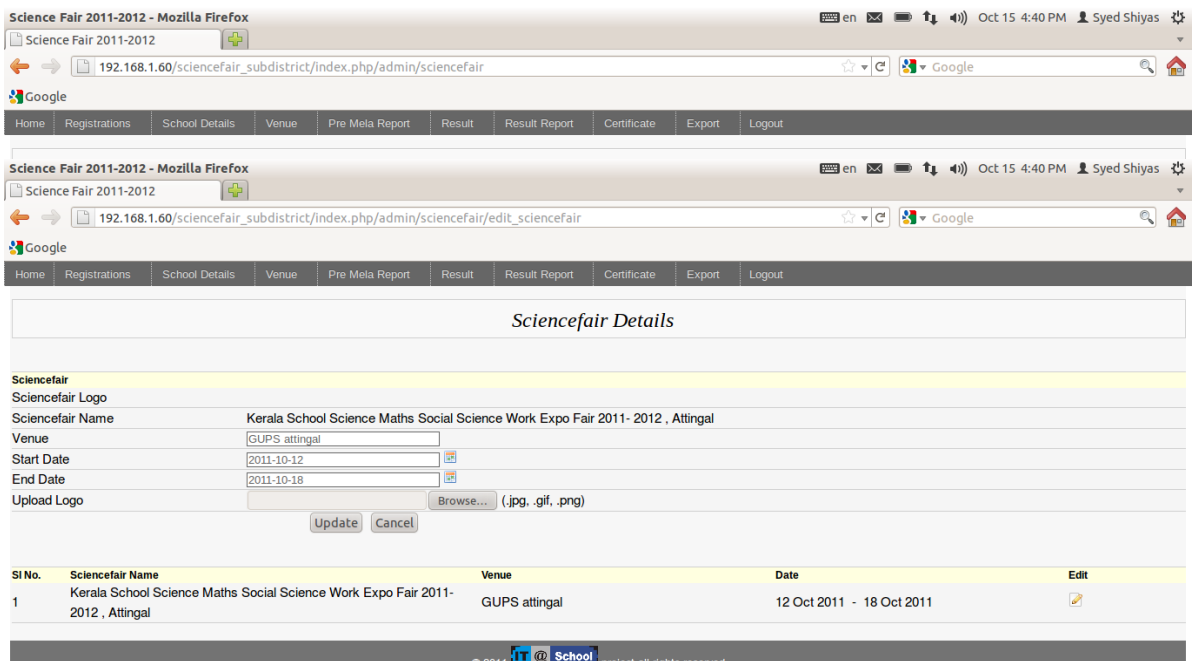 Science Fair 2011-2012 - Mozilla Firefox en Oct 15 4:40 PM Syed Shiyas
Science Fair 2011-2012
192.168.1.60/sciencefair_subdistrict/index.php/admin/sciencefair Google
Google
Home Registrations School Details Venue Pre Mela Report Result Result Report Certificate Export Logout
Science Fair 2011-2012 - Mozilla Firefox en Oct 15 4:40 PM Syed Shiyas
Science Fair 2011-2012
192.168.1.60/sciencefair_subdistrict/index.php/admin/sciencefair/edit_sciencefair Google
Google
Home Registrations School Details Venue Pre Mela Report Result Result Report Certificate Export Logout
Sciencefair Details
Sciencefair
Sciencefair Logo
Sciencefair Name Kerala School Science Maths Social Science Work Expo Fair 2011- 2012 , Attingal
Venue GUPS attingal
Start Date 2011-10-12
End Date 2011-10-18
Upload Logo Browse... (.jpg, .gif, .png)
Update Cancel
Sl No. Sciencefair Name Venue Date Edit
1 Kerala School Science Maths Social Science Work Expo Fair 2011- GUPS attingal 12 Oct 2011 - 18 Oct 2011
2012 , Attingal
IT @ School